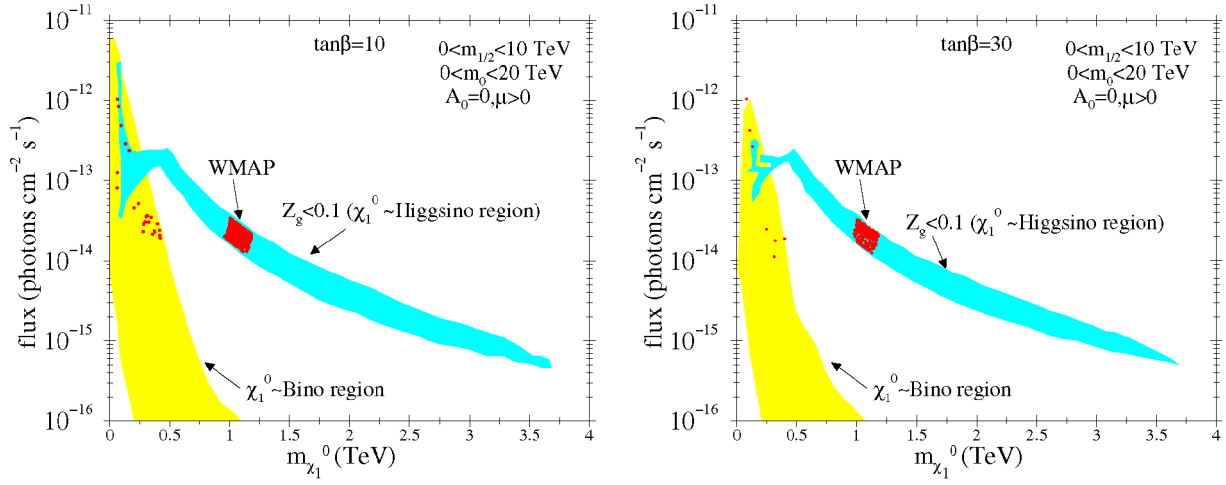 10⁻¹¹
10⁻¹²
10⁻¹³
10⁻¹⁴
10⁻¹⁵
10⁻¹⁶
flux (photons cm⁻² s⁻¹)
tanβ=10
0<m₁/₂<10 TeV
0<m₀<20 TeV
A₀=0,μ>0
WMAP
Z_g<0.1 (χ₁⁰ ~Higgsino region)
χ₁⁰~Bino region
0 0.5 1 1.5 2 2.5 3 3.5 4
m_χ₁⁰ (TeV)
10⁻¹¹
10⁻¹²
10⁻¹³
10⁻¹⁴
10⁻¹⁵
10⁻¹⁶
flux (photons cm⁻² s⁻¹)
tanβ=30
0<m₁/₂<10 TeV
0<m₀<20 TeV
A₀=0,μ>0
WMAP
Z_g<0.1 (χ₁⁰ ~Higgsino region)
χ₁⁰~Bino region
0 0.5 1 1.5 2 2.5 3 3.5 4
m_χ₁⁰ (TeV)